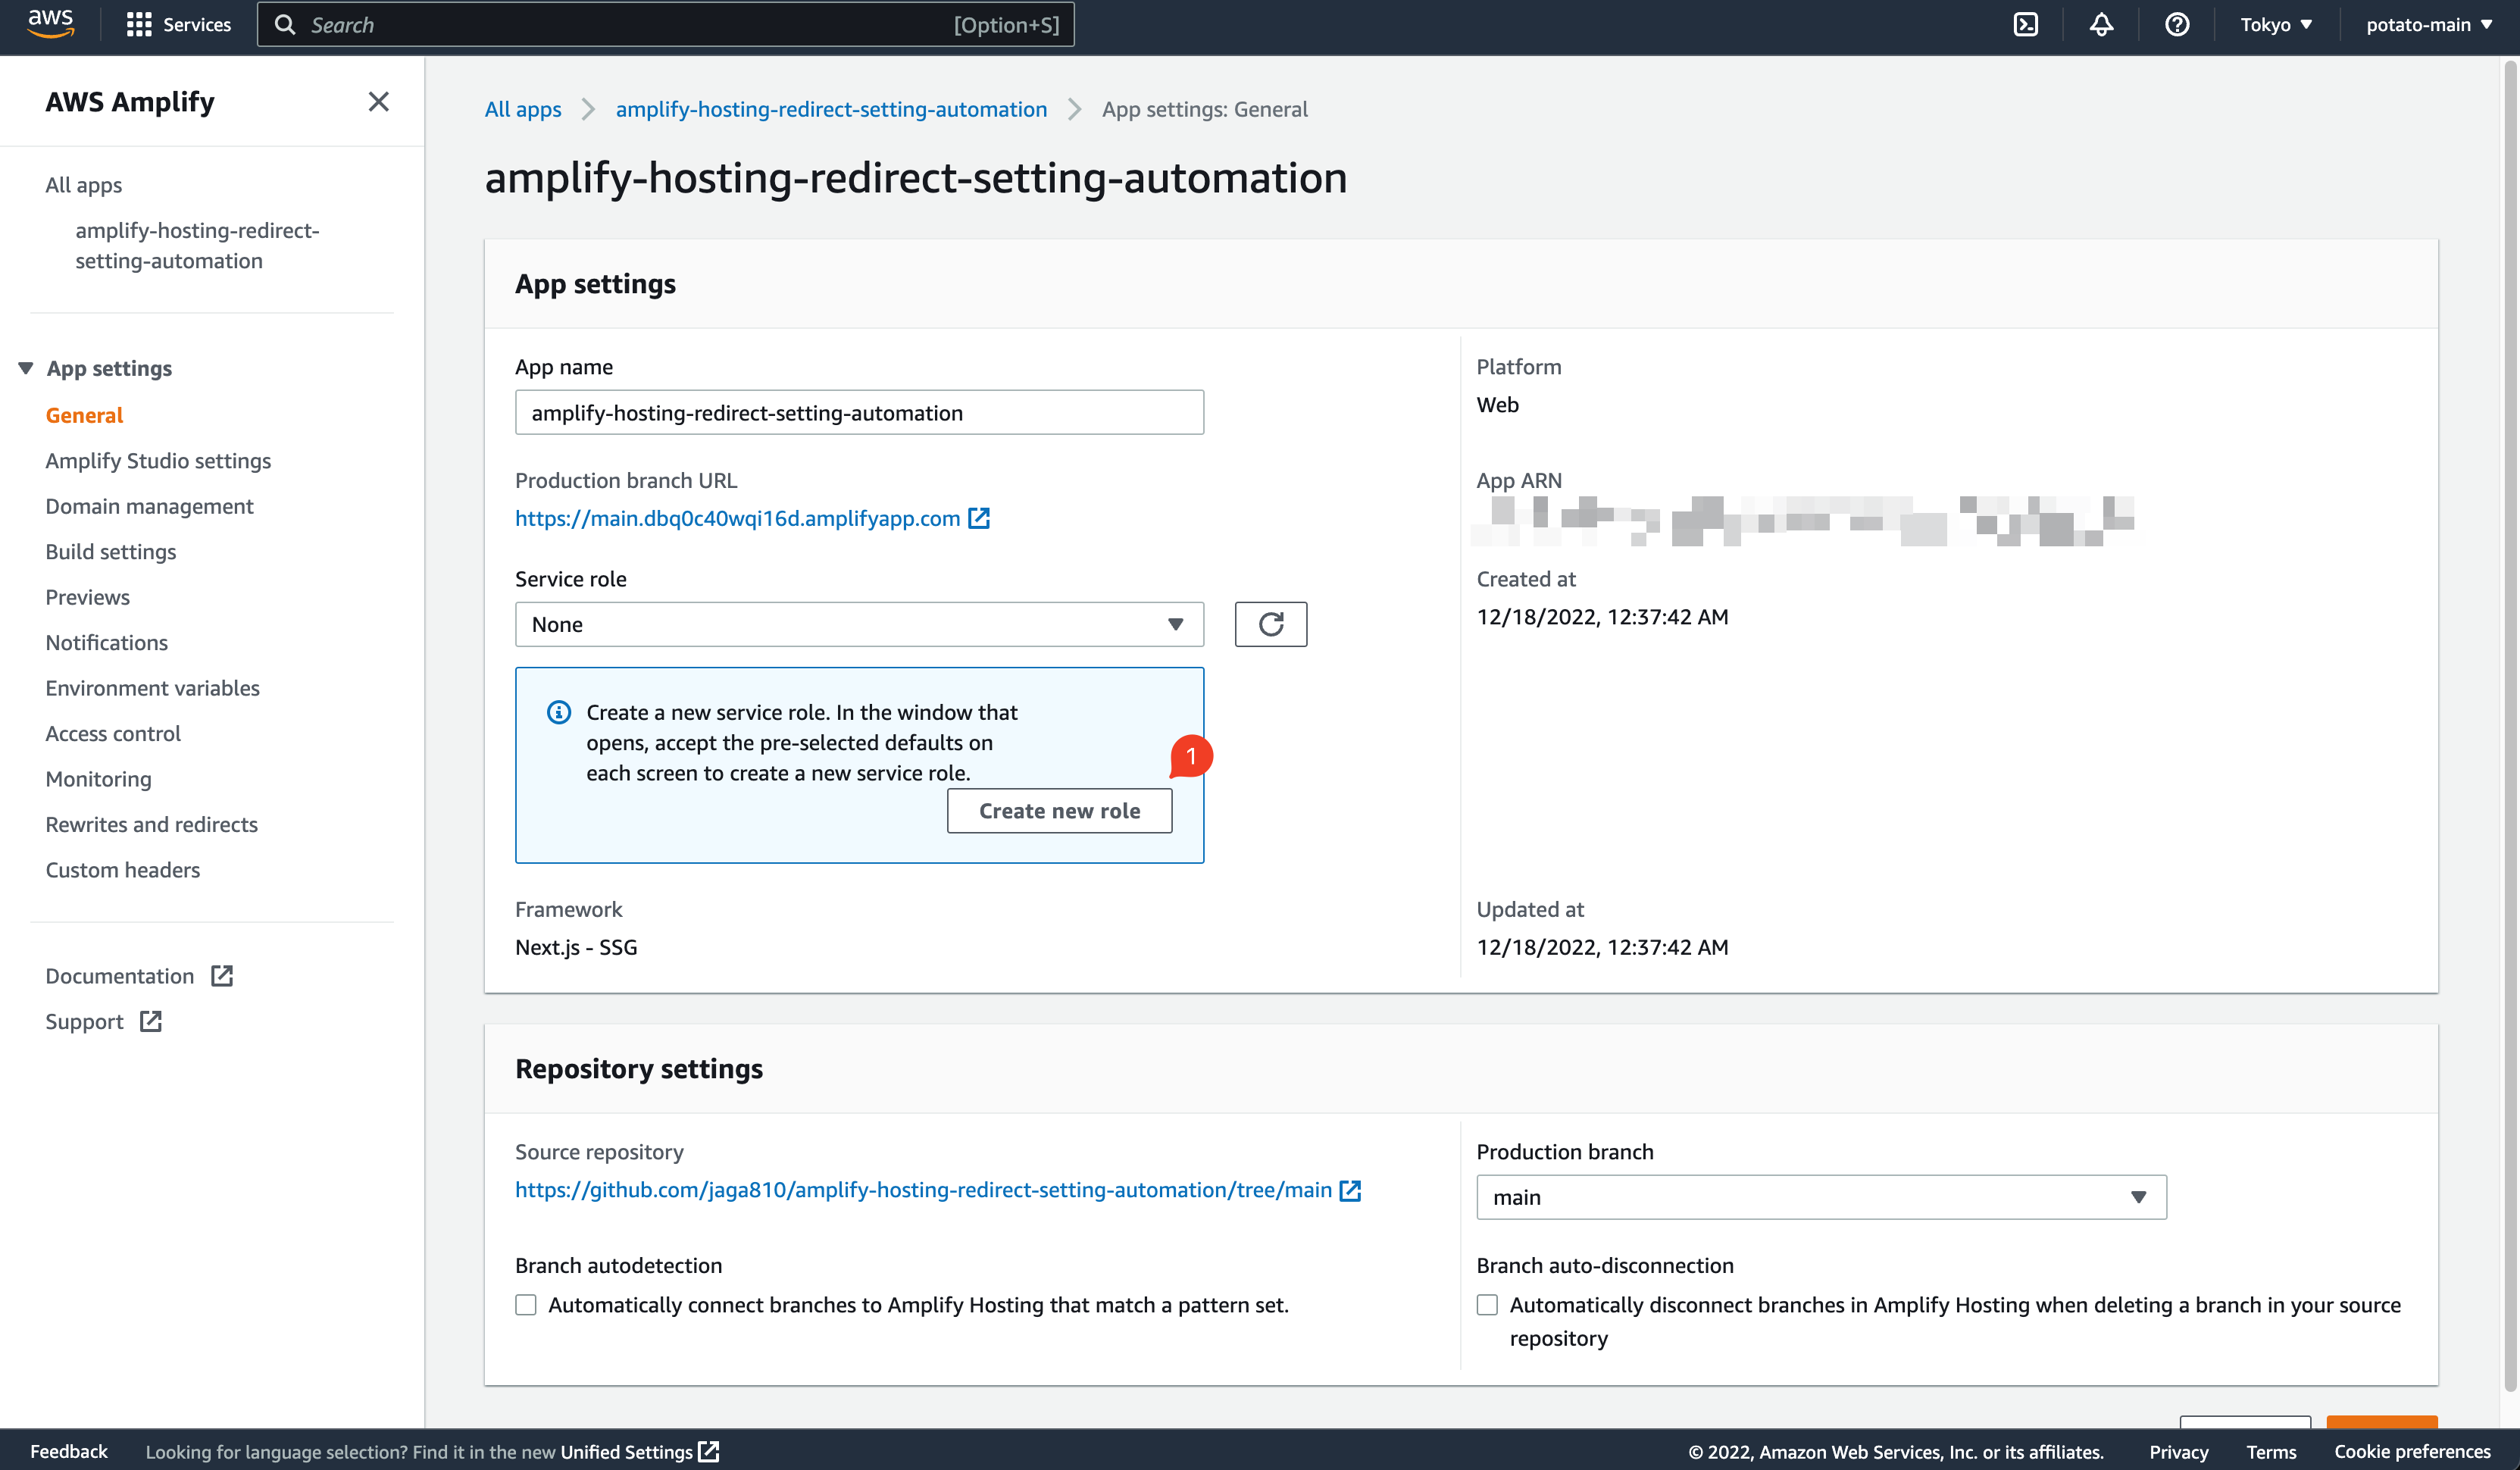 aws
Services
Search
[Option+S]
Tokyo
potato-main
AWS Amplify
All apps
amplify-hosting-redirect-
setting-automation
App settings
General
Amplify Studio settings
Domain management
Build settings
Previews
Notifications
Environment variables
Access control
Monitoring
Rewrites and redirects
Custom headers
Documentation
Support
All apps
amplify-hosting-redirect-setting-automation
App settings: General
amplify-hosting-redirect-setting-automation
App settings
App name
amplify-hosting-redirect-setting-automation
Production branch URL
https://main.dbq0c40wqi16d.amplifyapp.com
Service role
None
Create a new service role. In the window that
opens, accept the pre-selected defaults on
each screen to create a new service role.
1
Create new role
Framework
Next.js - SSG
Platform
Web
App ARN
Created at
12/18/2022, 12:37:42 AM
Updated at
12/18/2022, 12:37:42 AM
Repository settings
Source repository
https://github.com/jaga810/amplify-hosting-redirect-setting-automation/tree/main
Branch autodetection
Automatically connect branches to Amplify Hosting that match a pattern set.
Production branch
main
Branch auto-disconnection
Automatically disconnect branches in Amplify Hosting when deleting a branch in your source
repository
Feedback
Looking for language selection? Find it in the new Unified Settings
© 2022, Amazon Web Services, Inc. or its affiliates.
Privacy
Terms
Cookie preferences